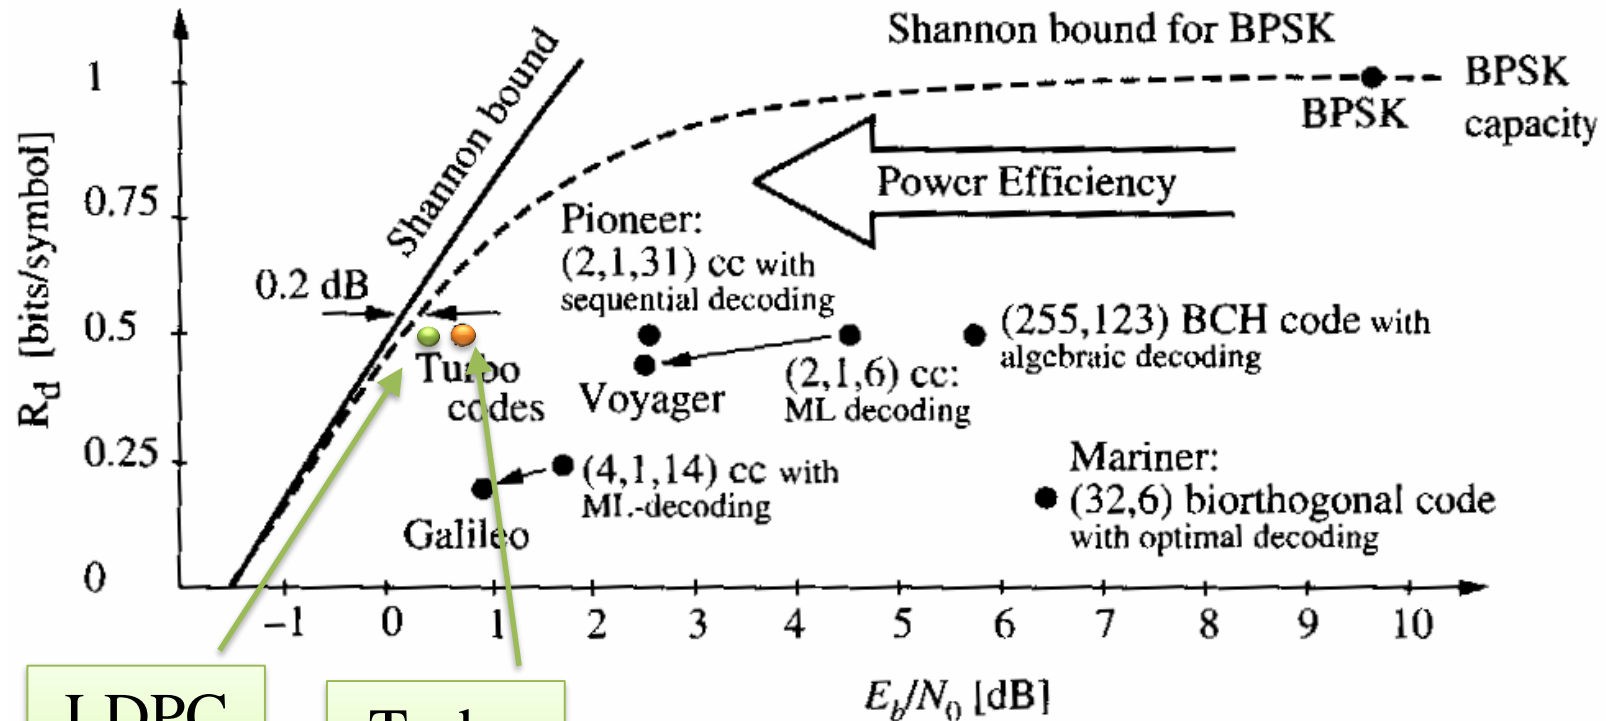 Shannon bound for BPSK
1
BPSK
capacity
BPSK
Shannon bound
Power Efficiency
0.75
Pioneer:
(2,1,31) cc with
sequential decoding
0.2 dB
R_d [bits/symbol]
0.5
(255,123) BCH code with
algebraic decoding
Turbo
codes
Voyager
(2,1,6) cc:
ML decoding
0.25
(4,1,14) cc with
ML-decoding
Galileo
Mariner:
(32,6) biorthogonal code
with optimal decoding
0
−1 0 1 2 3 4 5 6 7 8 9 10
E_b/N_0 [dB]
LDPC